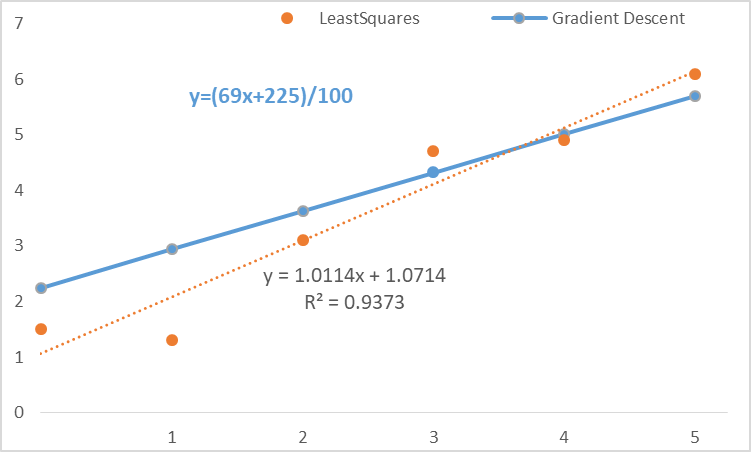 7
LeastSquares
Gradient Descent
6
y=(69x+225)/100
5
4
3
y = 1.0114x + 1.0714
R² = 0.9373
2
1
0
1 2 3 4 5